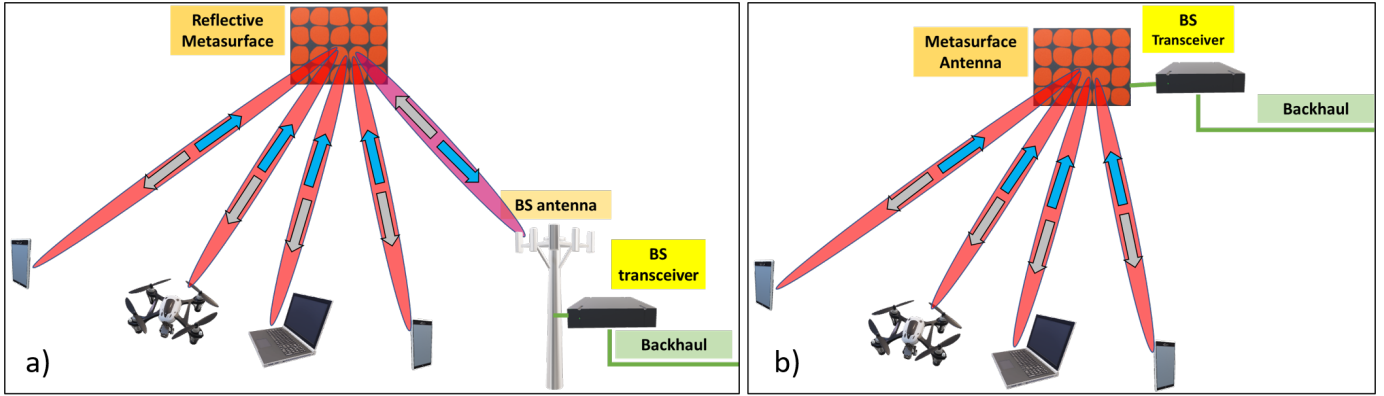 Reflective
Metasurface
BS antenna
BS
transceiver
Backhaul
a)
Metasurface
Antenna
BS
Transceiver
Backhaul
b)